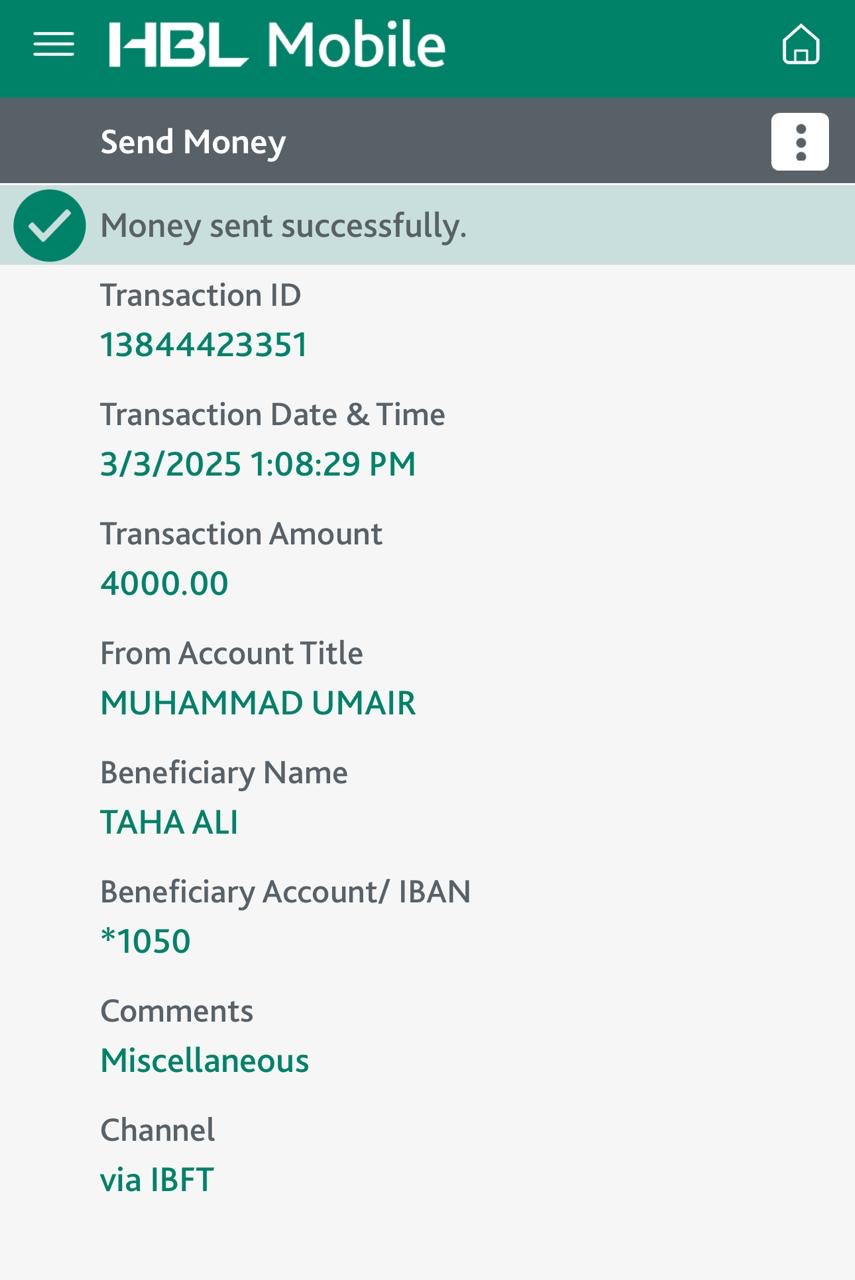 HBL Mobile
Send Money
Money sent successfully.
Transaction ID
13844423351
Transaction Date & Time
3/3/2025 1:08:29 PM
Transaction Amount
4000.00
From Account Title
MUHAMMAD UMAIR
Beneficiary Name
TAHA ALI
Beneficiary Account/ IBAN
*1050
Comments
Miscellaneous
Channel
via IBFT